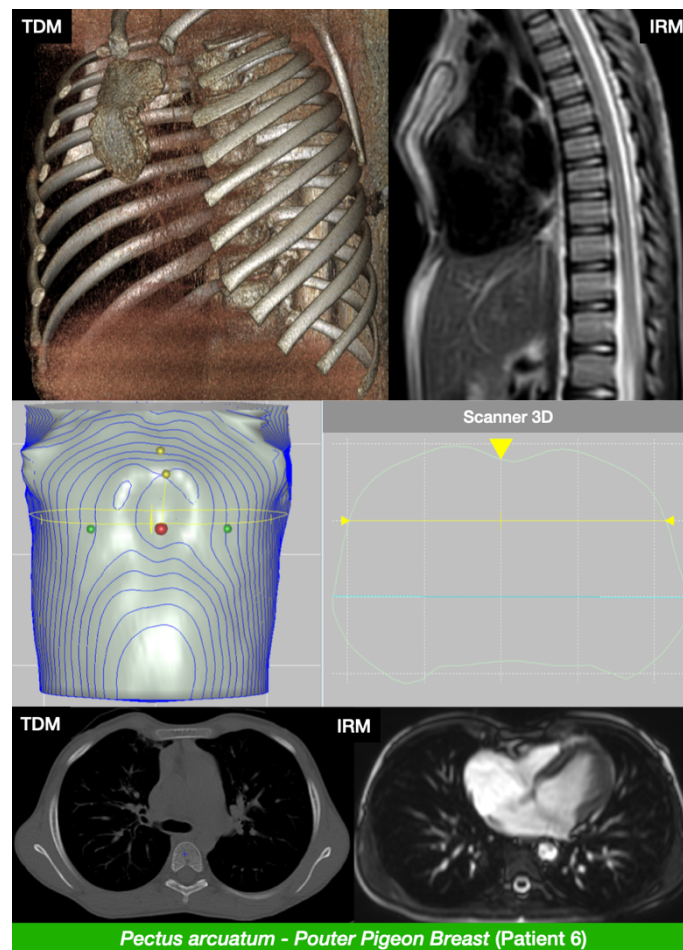 TDM
IRM
Scanner 3D
TDM
IRM
Pectus arcuatum - Pouter Pigeon Breast (Patient 6)